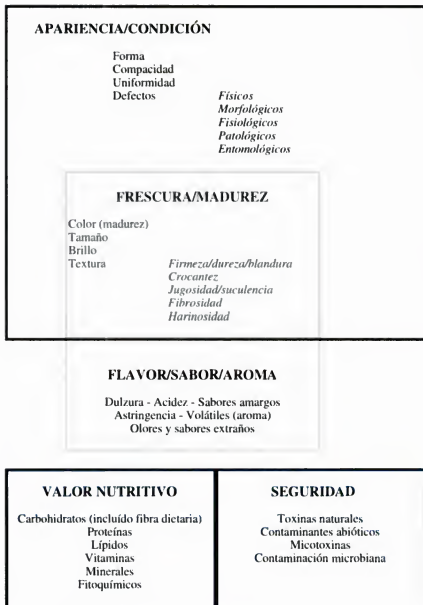 APARIENCIA/CONDICIÓN
Forma
Compacidad
Uniformidad
Defectos Físicos
Morfológicos
Fisiológicos
Patológicos
Entomológicos
FRESCURA/MADUREZ
Color (madurez)
Tamaño
Brillo
Textura Firmeza/dureza/blandura
Crocantez
Jugosidad/suculencia
Fibrosidad
Harinosidad
FLAVOR/SABOR/AROMA
Dulzura - Acidez - Sabores amargos
Astringencia - Volátiles (aroma)
Olores y sabores extraños
VALOR NUTRITIVO
Carbohidratos (incluído fibra dietaria)
Proteínas
Lípidos
Vitaminas
Minerales
Fitoquímicos
SEGURIDAD
Toxinas naturales
Contaminantes abióticos
Micotoxinas
Contaminación microbiana